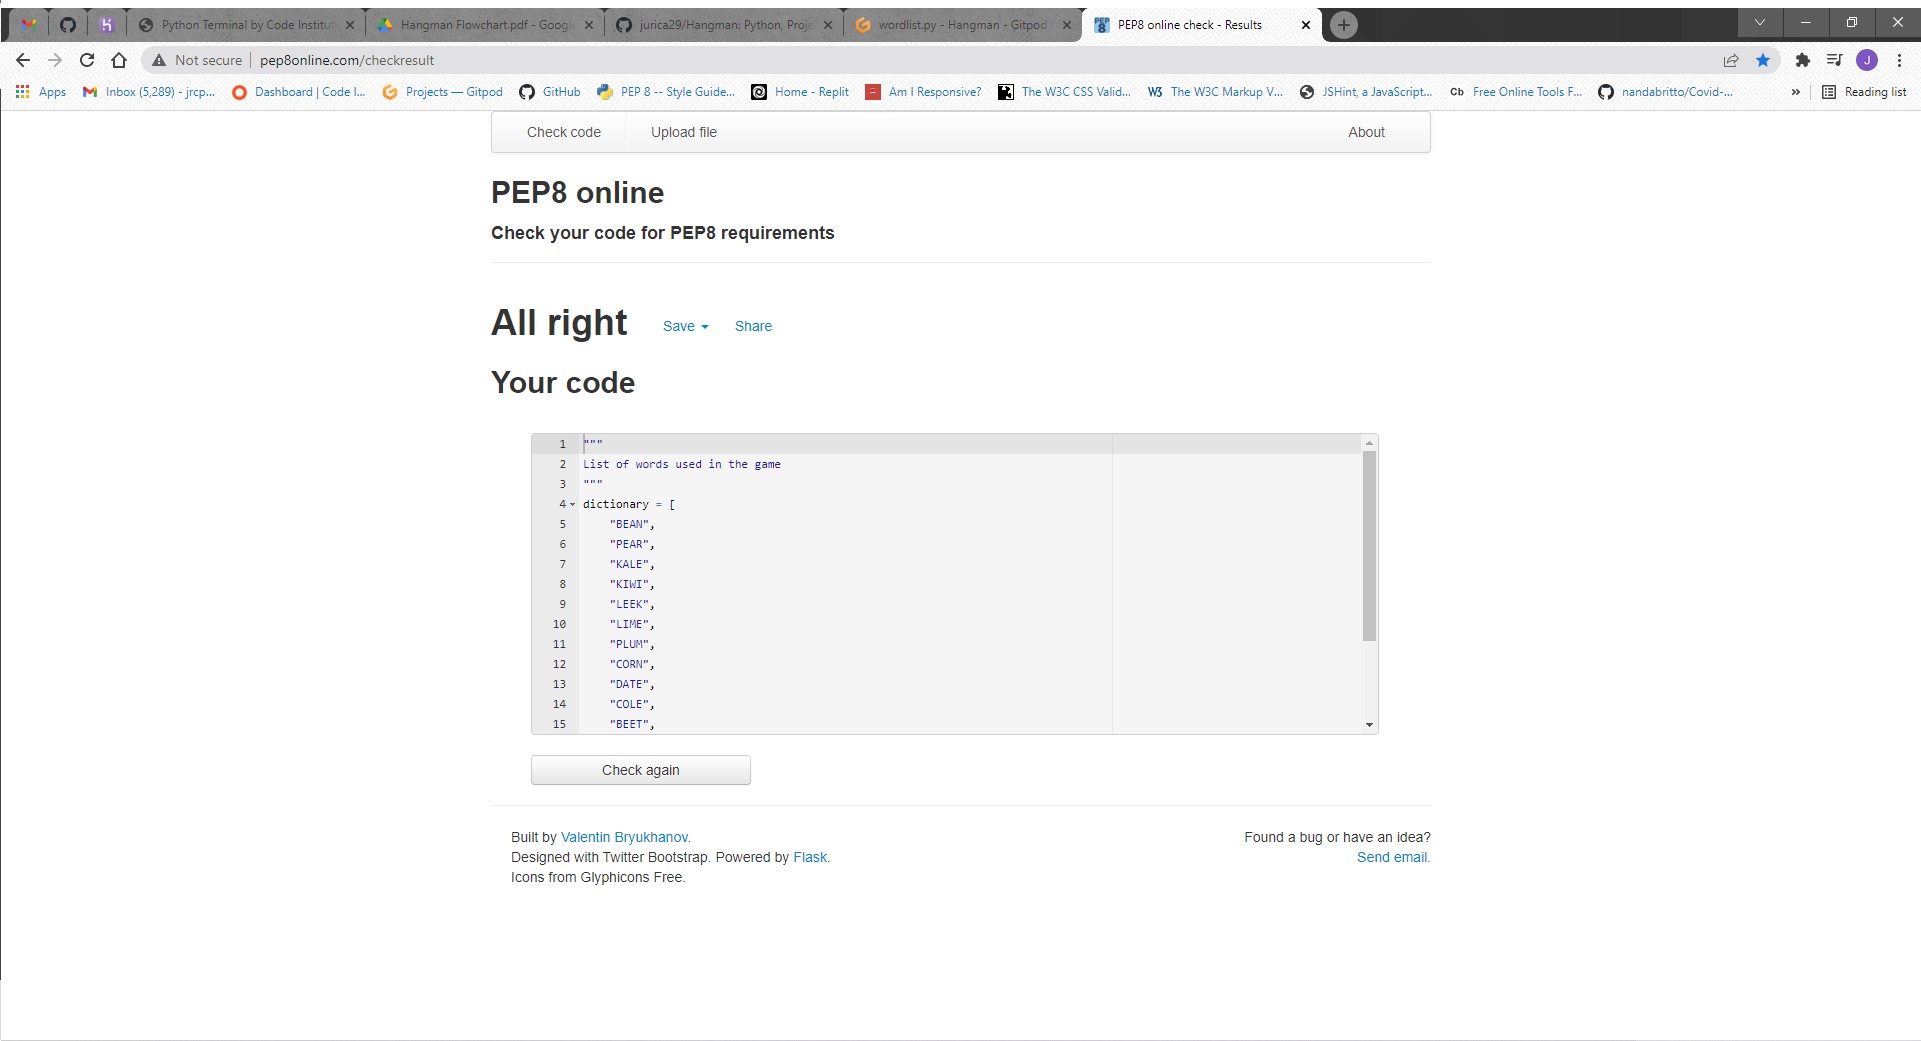 Python Terminal by Code Institut
Hangman Flowchart.pdf - Google
jurica29/Hangman: Python, Proje
wordlist.py - Hangman - Gitpod
PEP8 online check - Results
Not secure
pep8online.com/checkresult
J
Apps
Inbox (5,289) - jrcp...
Dashboard | Code I...
Projects — Gitpod
GitHub
PEP 8 -- Style Guide...
Home - Replit
Am I Responsive?
The W3C CSS Valid...
The W3C Markup V...
JSHint, a JavaScript...
Free Online Tools F...
nandabritto/Covid-...
»
Reading list
Check code
Upload file
About
PEP8 online
Check your code for PEP8 requirements
All right
Save
Share
Your code
1 """
2 List of words used in the game
3 """
4 dictionary = [
5 "BEAN",
6 "PEAR",
7 "KALE",
8 "KIWI",
9 "LEEK",
10 "LIME",
11 "PLUM",
12 "CORN",
13 "DATE",
14 "COLE",
15 "BEET",
Check again
Built by Valentin Bryukhanov.
Designed with Twitter Bootstrap. Powered by Flask.
Icons from Glyphicons Free.
Found a bug or have an idea?
Send email.